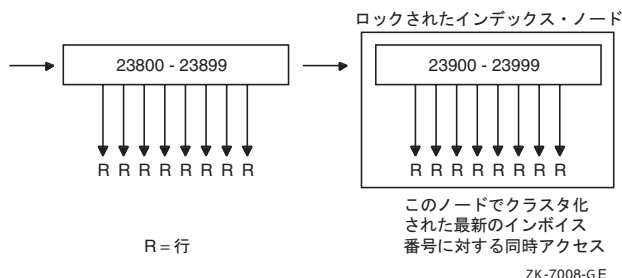 ロックされたインデックス・ノード
23800 - 23899
23900 - 23999
R R R R R R R R
R R R R R R R R
このノードでクラスタ化
された最新のインボイス
番号に対する同時アクセス
R = 行
ZK-7008-GE